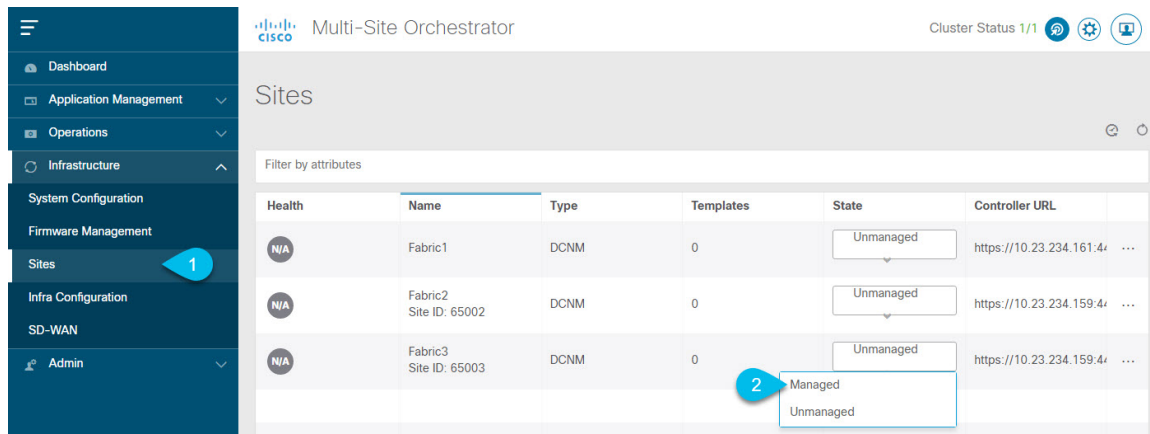 cisco Multi-Site Orchestrator
Cluster Status 1/1
Dashboard
Application Management
Operations
Infrastructure
System Configuration
Firmware Management
Sites
1
Infra Configuration
SD-WAN
Admin
Sites
Filter by attributes
Health Name Type Templates State Controller URL
N/A Fabric1 DCNM 0 Unmanaged https://10.23.234.161:44 ...
N/A Fabric2 DCNM 0 Unmanaged https://10.23.234.159:44 ...
Site ID: 65002
N/A Fabric3 DCNM 0 Unmanaged https://10.23.234.159:44 ...
Site ID: 65003
2 Managed
Unmanaged